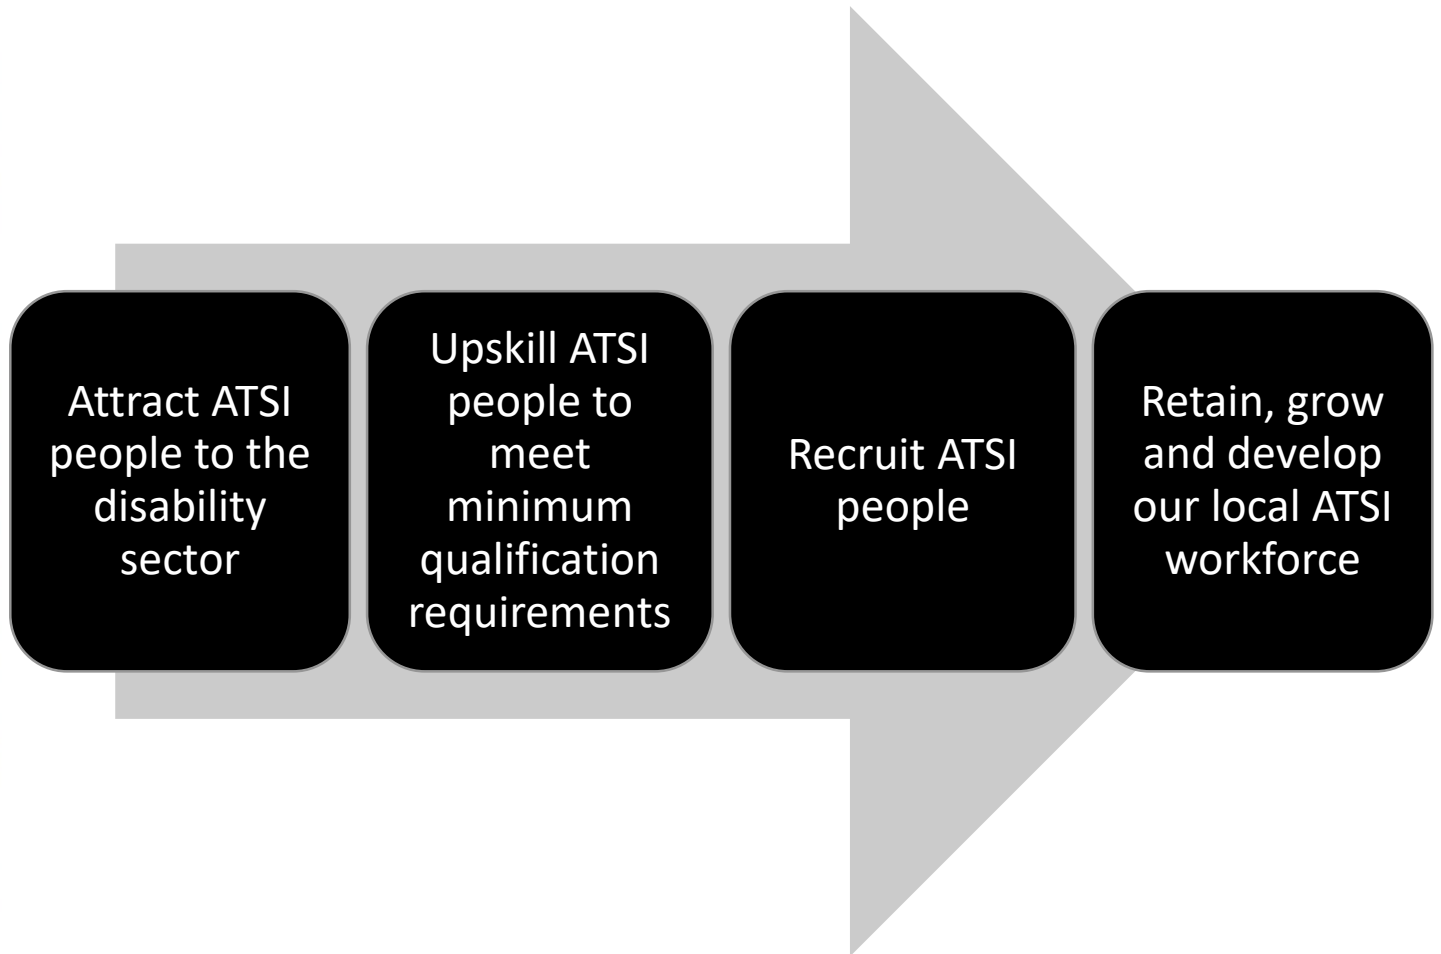 Attract ATSI
people to the
disability
sector
Upskill ATSI
people to
meet
minimum
qualification
requirements
Recruit ATSI
people
Retain, grow
and develop
our local ATSI
workforce